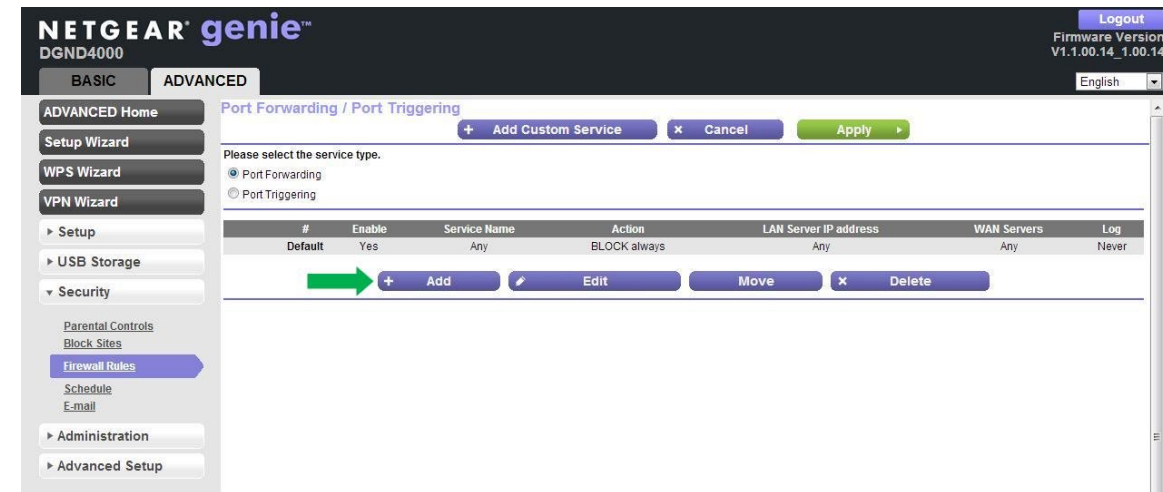 NETGEAR® genie™
DGND4000
Logout
Firmware Version
V1.1.00.14_1.00.14
BASIC ADVANCED
English
ADVANCED Home
Setup Wizard
WPS Wizard
VPN Wizard
Setup
USB Storage
Security
Parental Controls
Block Sites
Firewall Rules
Schedule
E-mail
Administration
Advanced Setup
Port Forwarding / Port Triggering
+ Add Custom Service x Cancel Apply
Please select the service type.
Port Forwarding
Port Triggering
# Enable Service Name Action LAN Server IP address WAN Servers Log
Default Yes Any BLOCK always Any Any Never
+ Add Edit Move x Delete